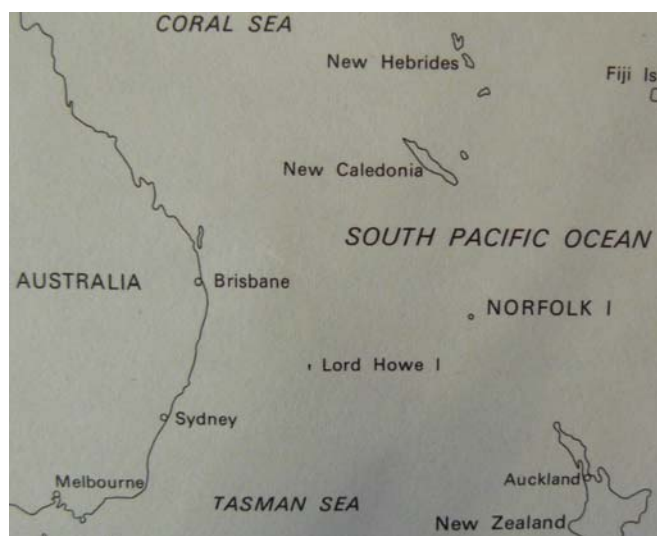 CORAL SEA
New Hebrides
Fiji Is
New Caledonia
SOUTH PACIFIC OCEAN
AUSTRALIA
Brisbane
NORFOLK I
Lord Howe I
Sydney
Auckland
Melbourne
TASMAN SEA
New Zealand